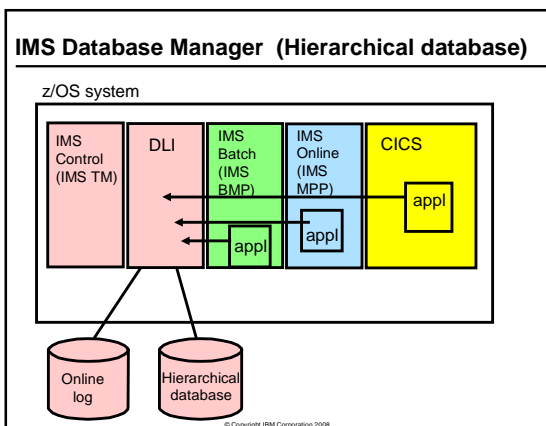 IMS Database Manager  (Hierarchical database)
z/OS system
IMS
Control
(IMS TM)
DLI
IMS
Batch
(IMS
BMP)
IMS
Online
(IMS
MPP)
CICS
appl
appl
appl
Online
log
Hierarchical
database
© Copyright IBM Corporation 2008